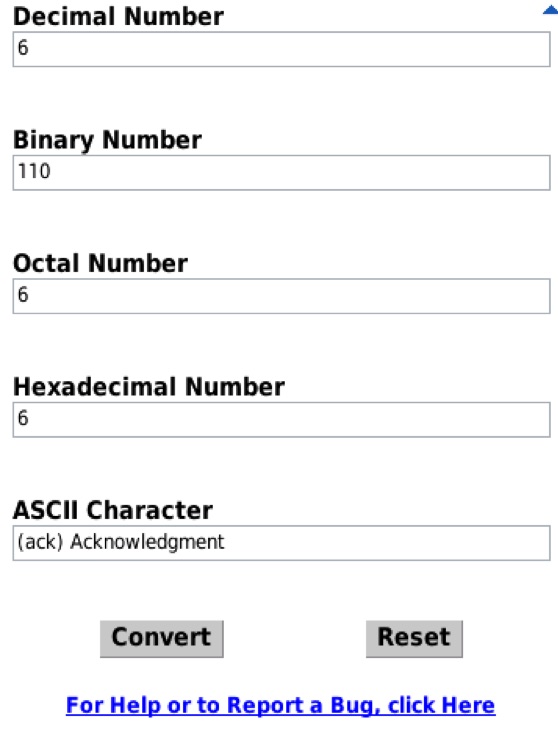 Decimal Number
6
Binary Number
110
Octal Number
6
Hexadecimal Number
6
ASCII Character
(ack) Acknowledgment
Convert Reset
For Help or to Report a Bug, click Here